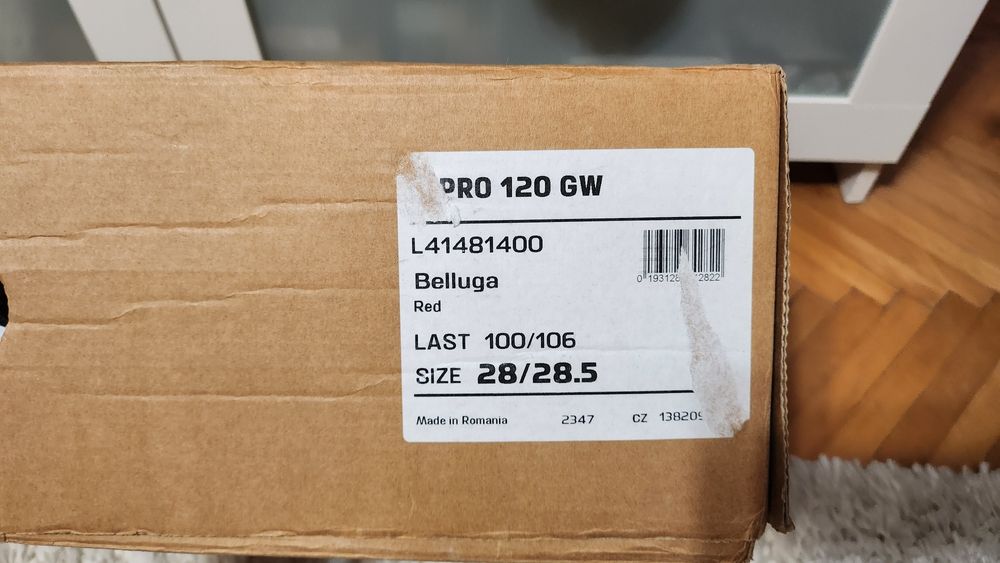 PRO 120 GW
L41481400
Belluga
Red
LAST 100/106
SIZE 28/28.5
Made in Romania 2347 CZ